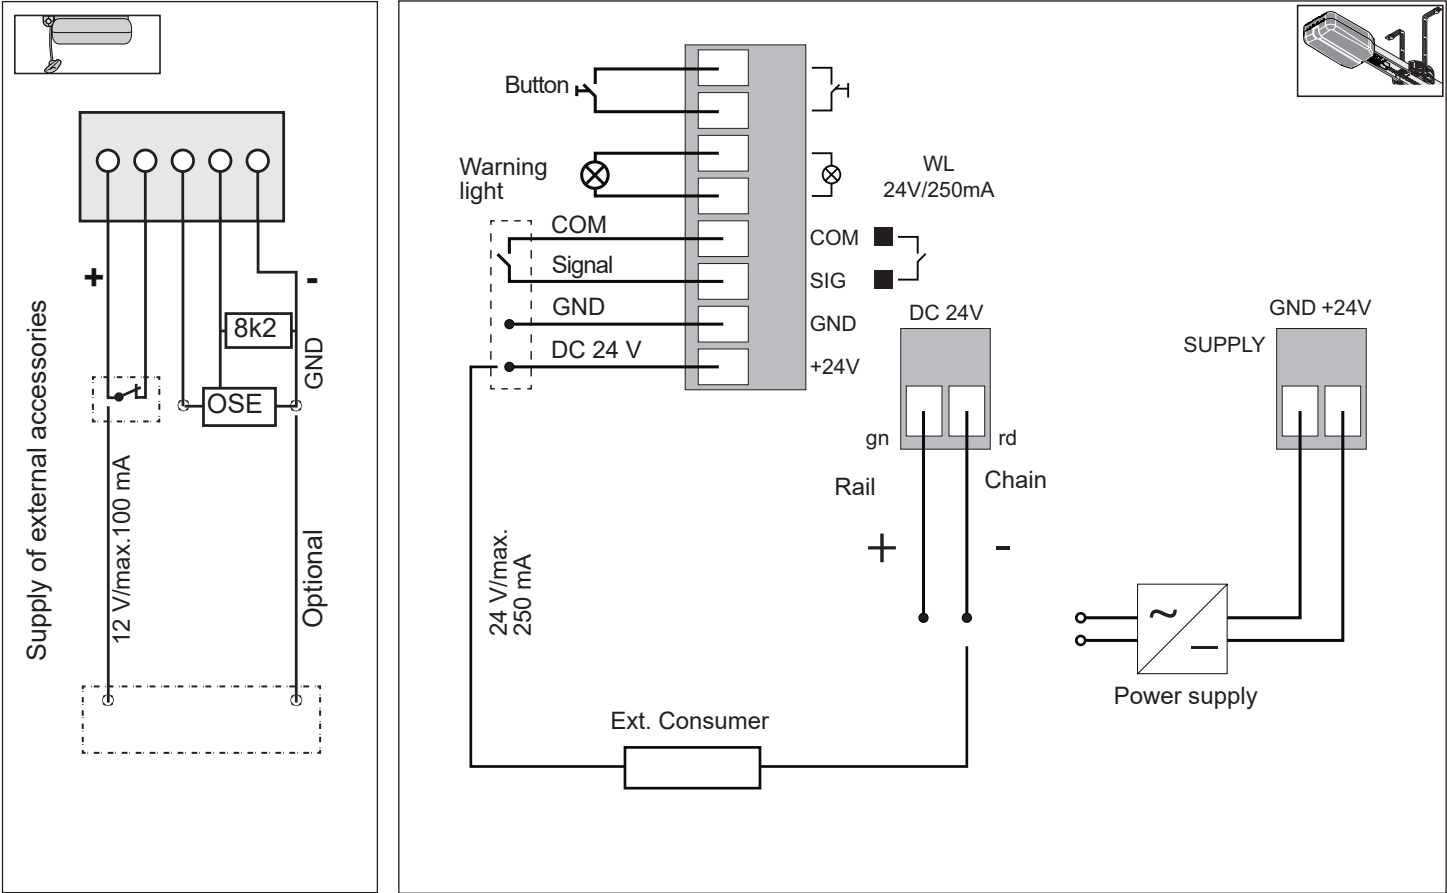 +
-
8k2
GND
OSE
Supply of external accessories
12 V/max.100 mA
Optional
Button
Warning
light
WL
24V/250mA
COM
COM
Signal
SIG
GND
GND
DC 24 V
+24V
DC 24V
gn
rd
Rail
Chain
+
-
GND +24V
SUPPLY
24 V/max.
250 mA
Ext. Consumer
~
Power supply